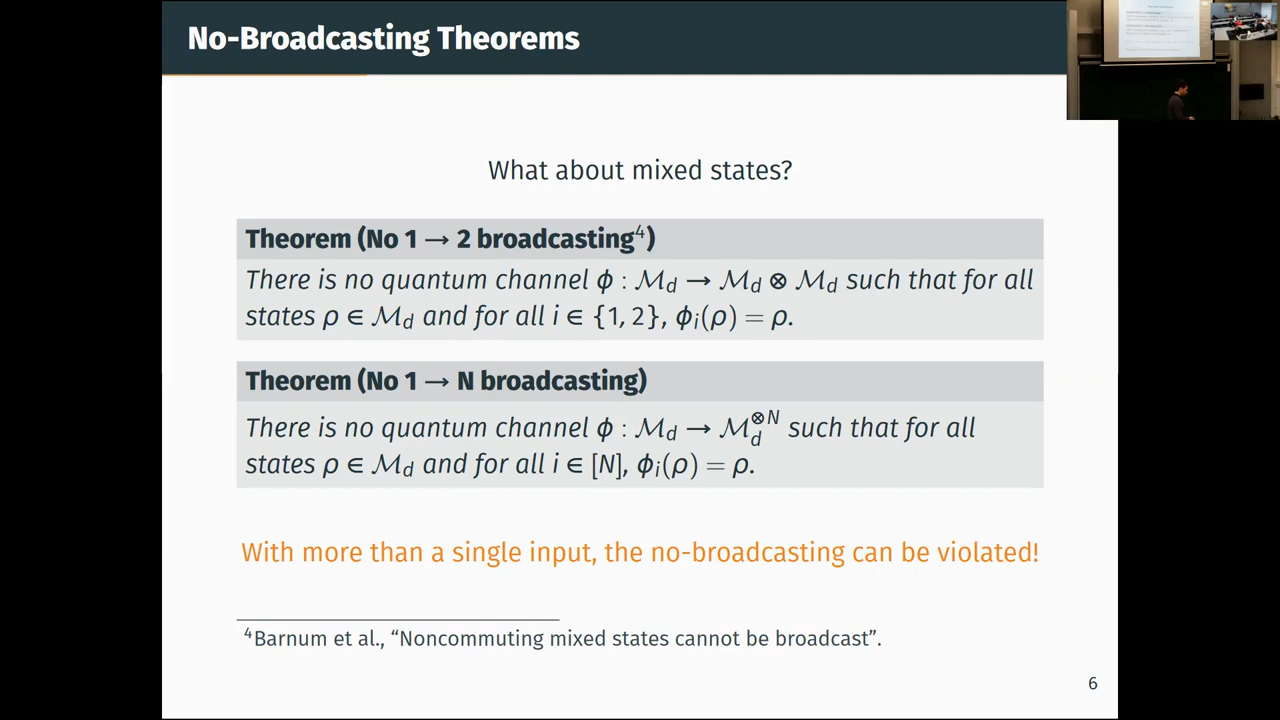 No-Broadcasting Theorems
What about mixed states?
Theorem (No 1 → 2 broadcasting⁴)
There is no quantum channel ϕ : ℳ_d → ℳ_d ⊗ ℳ_d such that for all
states ρ ∈ ℳ_d and for all i ∈ {1, 2}, ϕ_i(ρ) = ρ.
Theorem (No 1 → N broadcasting)
There is no quantum channel ϕ : ℳ_d → ℳ_d^{⊗N} such that for all
states ρ ∈ ℳ_d and for all i ∈ [N], ϕ_i(ρ) = ρ.
With more than a single input, the no-broadcasting can be violated!
⁴Barnum et al., “Noncommuting mixed states cannot be broadcast”.
6